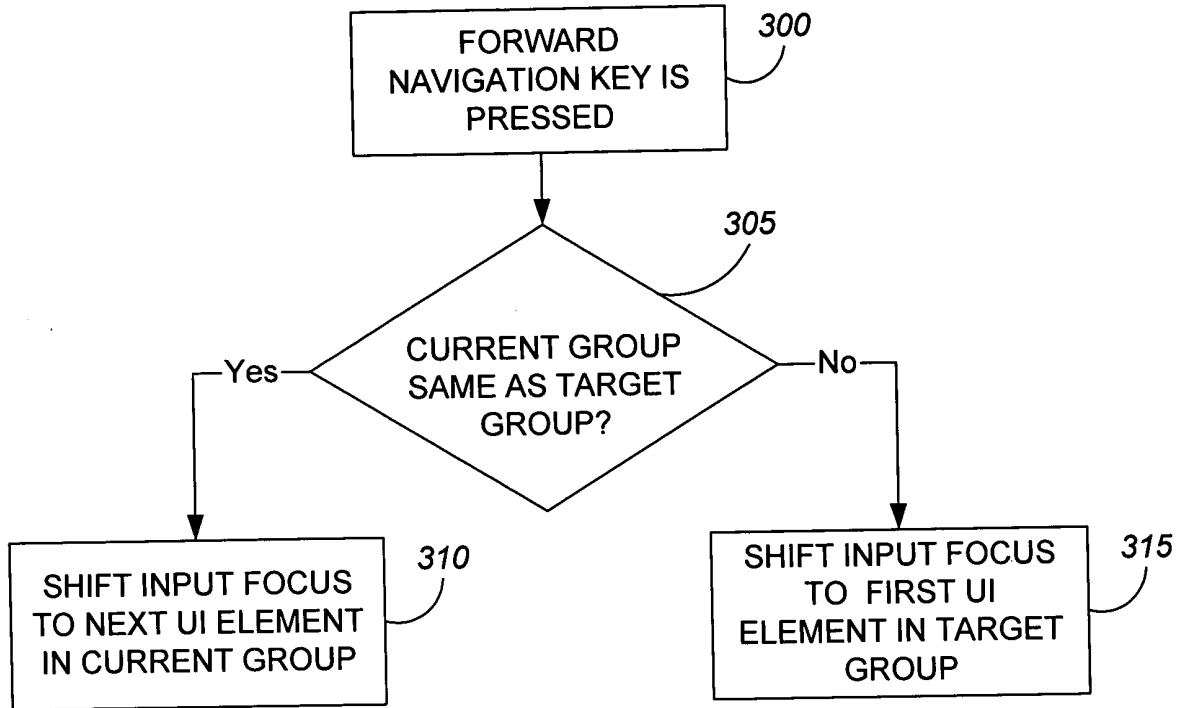 FORWARD
NAVIGATION KEY IS
PRESSED
300
305
CURRENT GROUP
SAME AS TARGET
GROUP?
Yes
No
SHIFT INPUT FOCUS
TO NEXT UI ELEMENT
IN CURRENT GROUP
310
SHIFT INPUT FOCUS
TO FIRST UI
ELEMENT IN TARGET
GROUP
315